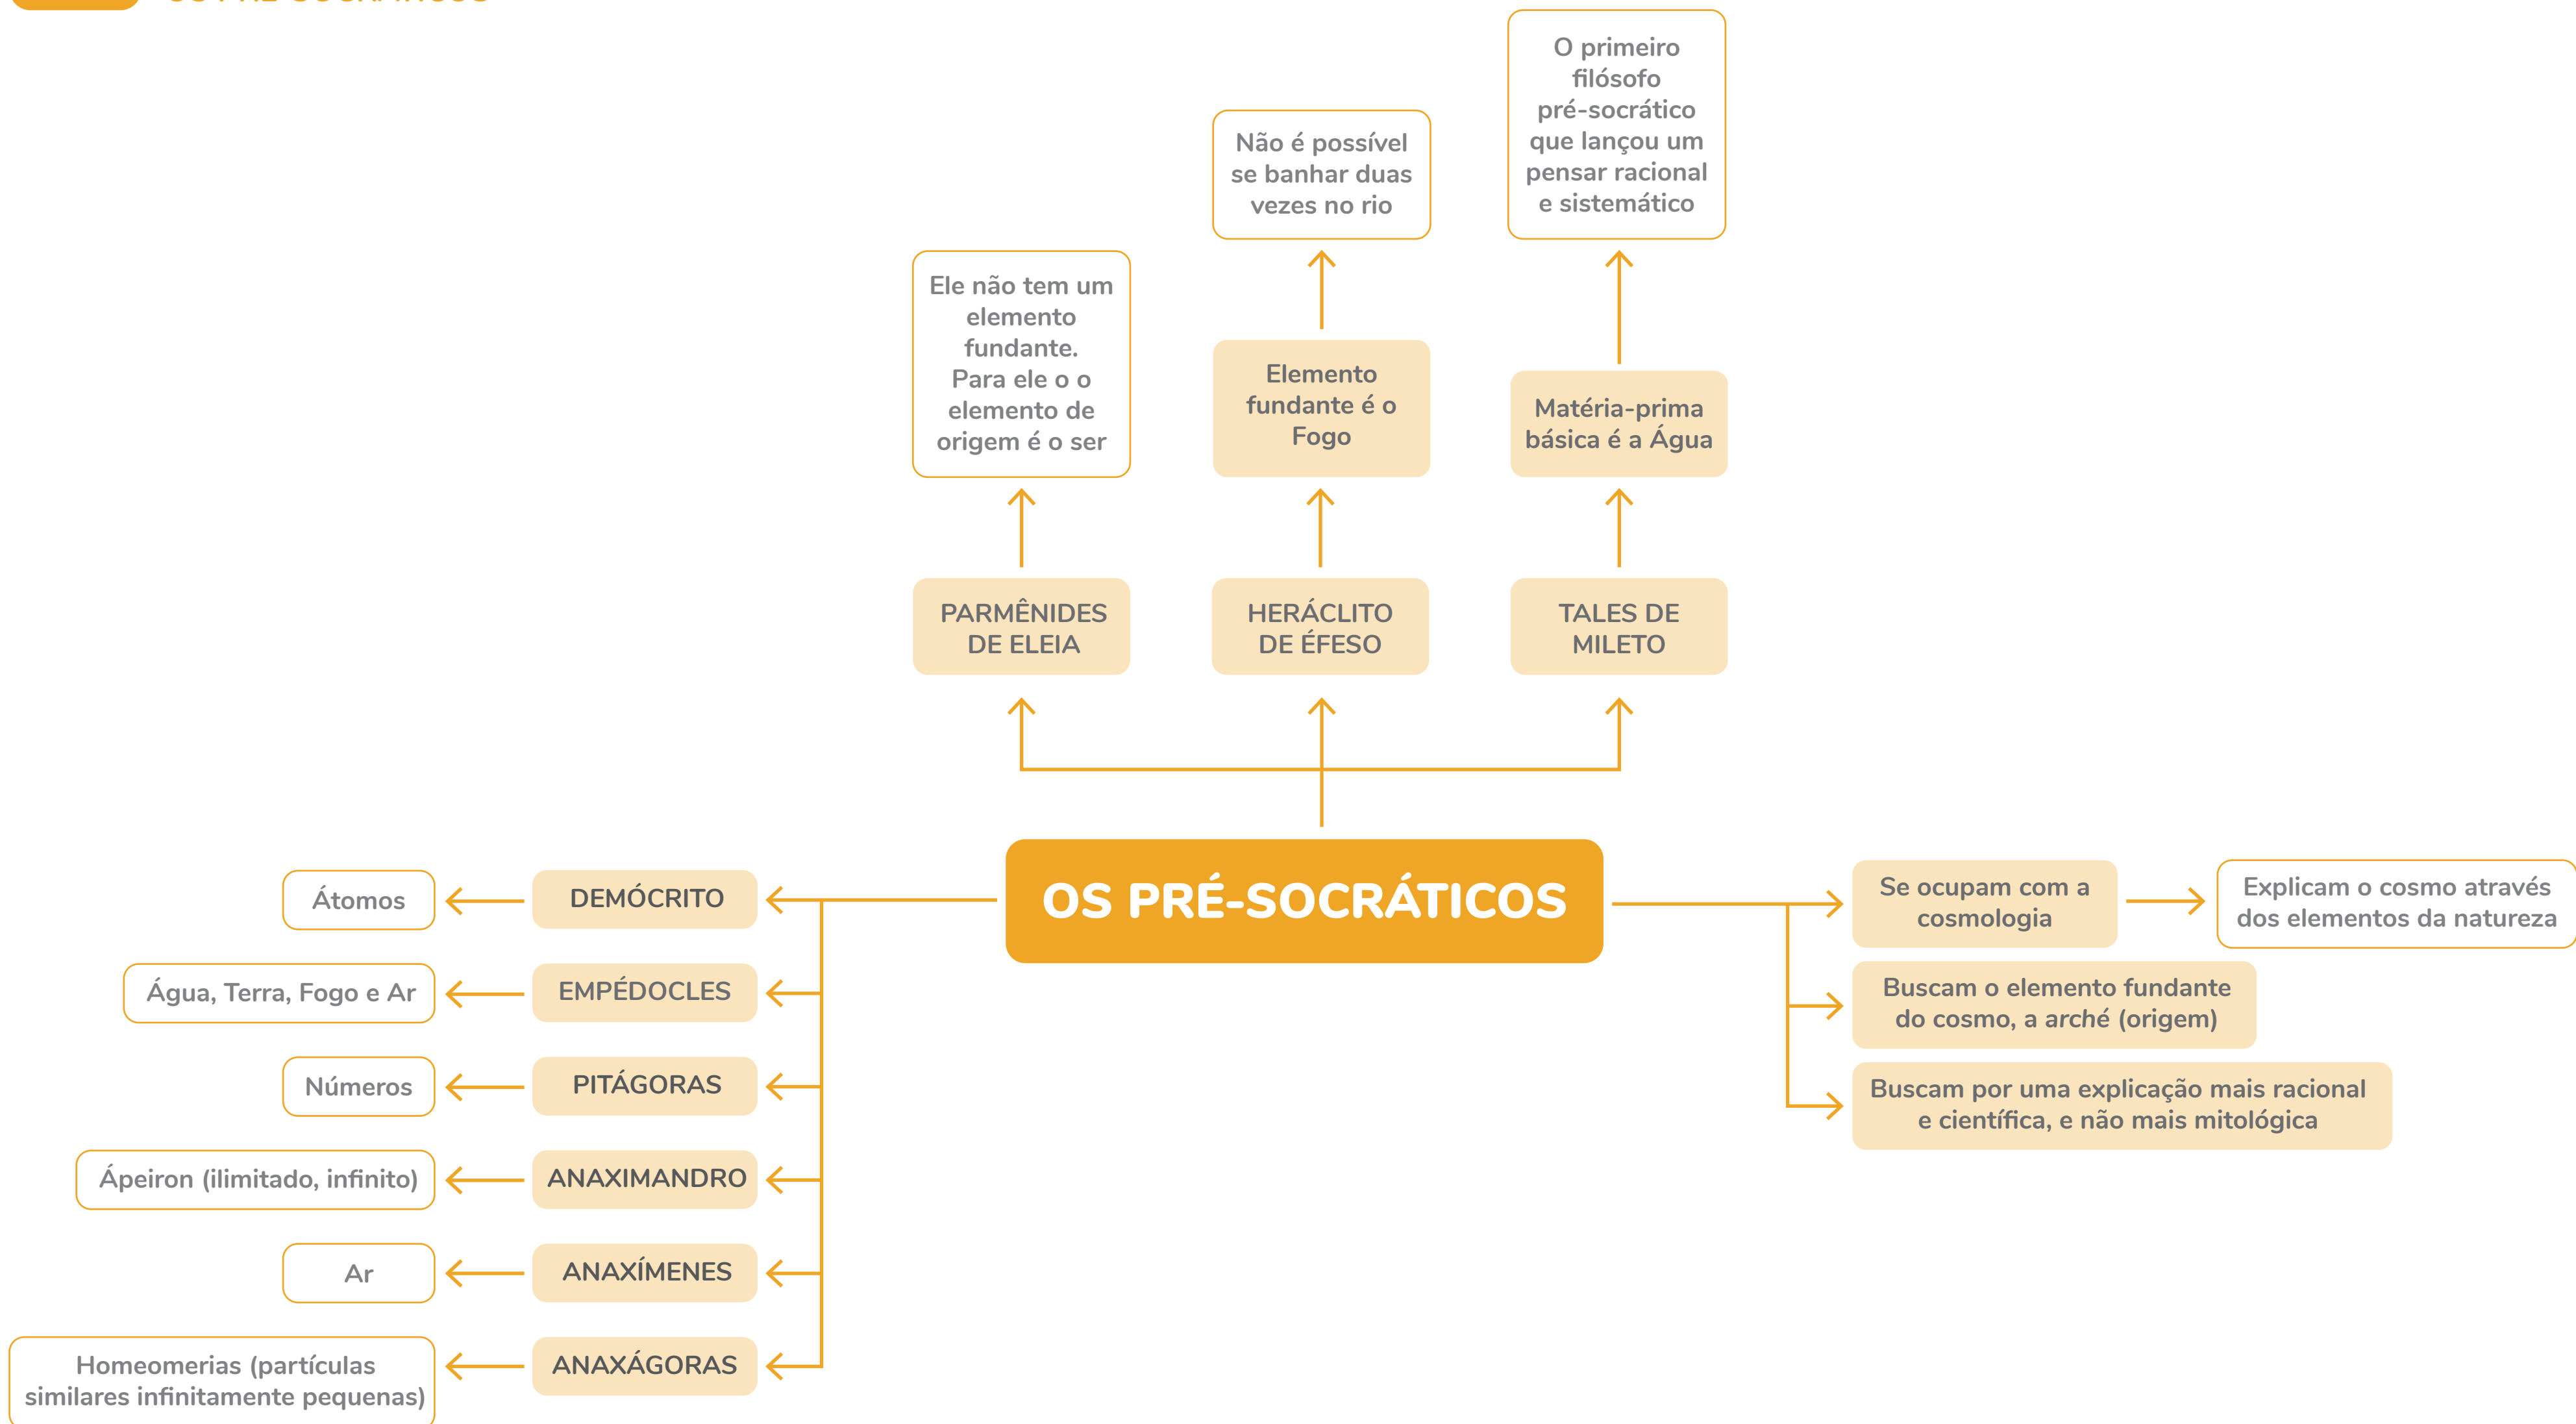 O primeiro
filósofo
pré-socrático
que lançou um
pensar racional
e sistemático
Não é possível
se banhar duas
vezes no rio
Ele não tem um
elemento
fundante.
Para ele o o
elemento de
origem é o ser
Elemento
fundante é o
Fogo
Matéria-prima
básica é a Água
PARMÊNIDES
DE ELEIA
HERÁCLITO
DE ÉFESO
TALES DE
MILETO
OS PRÉ-SOCRÁTICOS
Átomos
DEMÓCRITO
Água, Terra, Fogo e Ar
EMPÉDOCLES
Números
PITÁGORAS
Ápeiron (ilimitado, infinito)
ANAXIMANDRO
Ar
ANAXÍMENES
Homeomerias (partículas
similares infinitamente pequenas)
ANAXÁGORAS
Se ocupam com a
cosmologia
Explicam o cosmo através
dos elementos da natureza
Buscam o elemento fundante
do cosmo, a arché (origem)
Buscam por uma explicação mais racional
e científica, e não mais mitológica